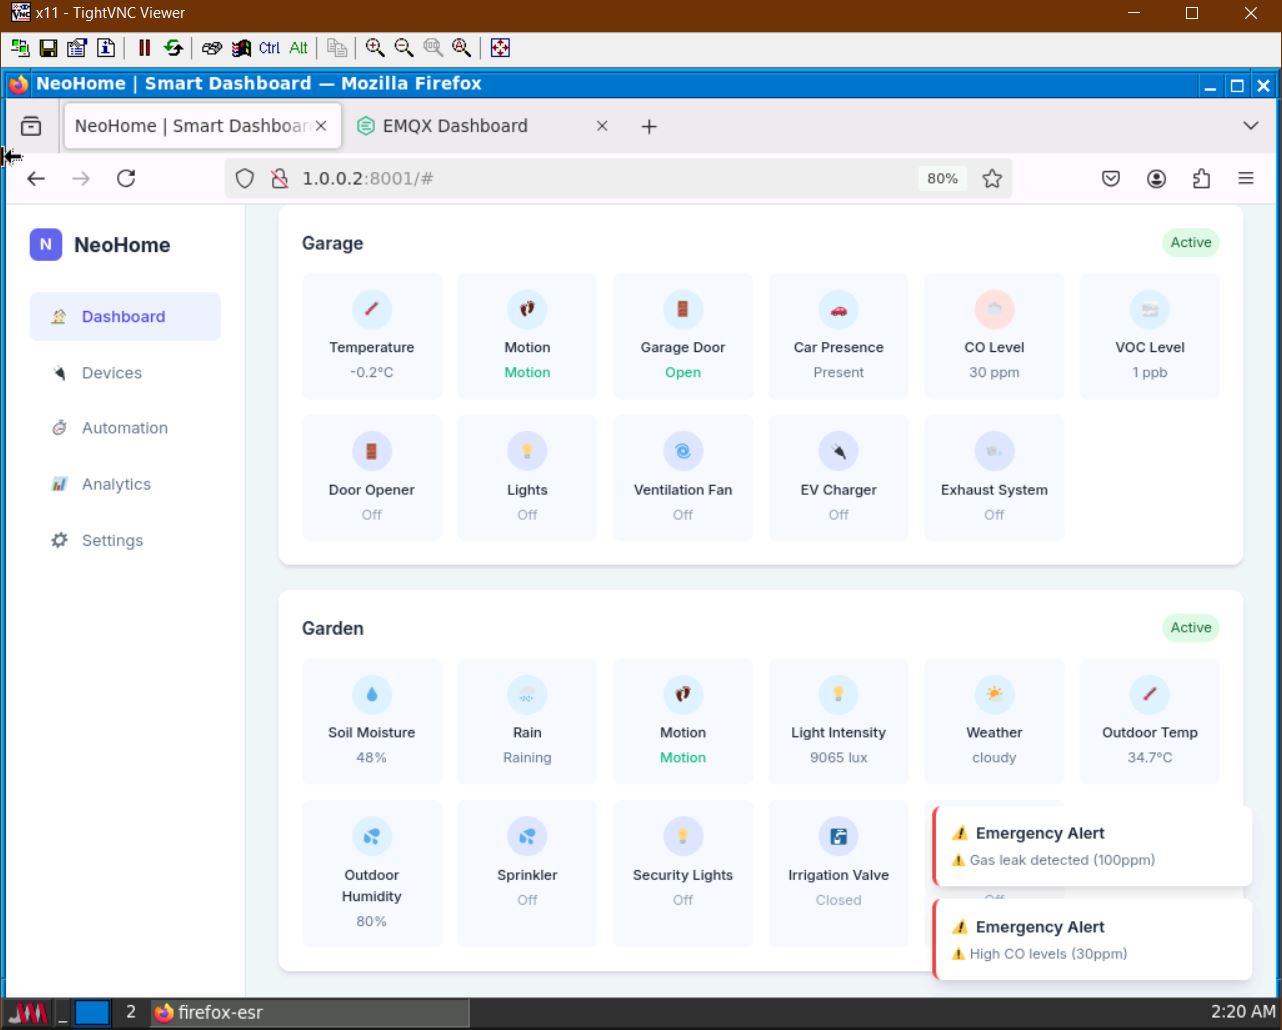 x11 - TightVNC Viewer
Ctrl Alt
NeoHome | Smart Dashboard — Mozilla Firefox
NeoHome | Smart Dashboar
EMQX Dashboard
1.0.0.2:8001/#
80%
N NeoHome
Dashboard
Devices
Automation
Analytics
Settings
Garage
Active
Temperature
-0.2°C
Motion
Motion
Garage Door
Open
Car Presence
Present
CO Level
30 ppm
VOC Level
1 ppb
Door Opener
Off
Lights
Off
Ventilation Fan
Off
EV Charger
Off
Exhaust System
Off
Garden
Active
Soil Moisture
48%
Rain
Raining
Motion
Motion
Light Intensity
9065 lux
Weather
cloudy
Outdoor Temp
34.7°C
Outdoor
Humidity
80%
Sprinkler
Off
Security Lights
Off
Irrigation Valve
Closed
Emergency Alert
Gas leak detected (100ppm)
Emergency Alert
High CO levels (30ppm)
2
firefox-esr
2:20 AM